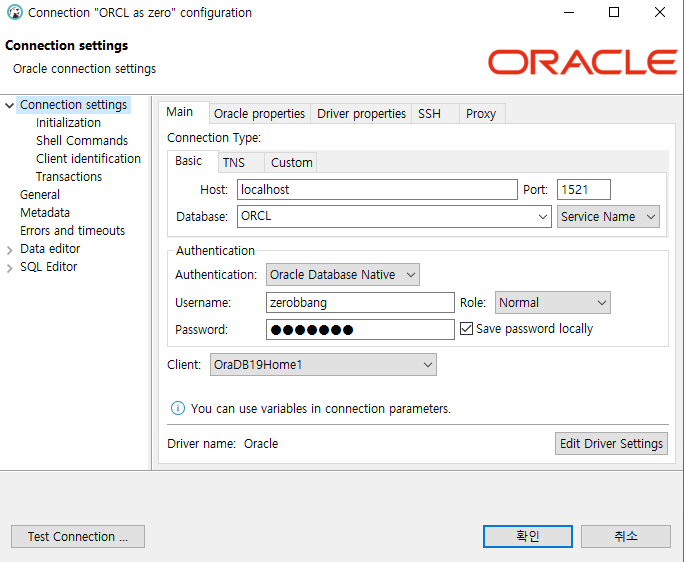 Connection "ORCL as zero" configuration
Connection settings
Oracle connection settings
ORACLE
Connection settings
Initialization
Shell Commands
Client identification
Transactions
General
Metadata
Errors and timeouts
Data editor
SQL Editor
Main Oracle properties Driver properties SSH Proxy
Connection Type:
Basic TNS Custom
Host: localhost Port: 1521
Database: ORCL Service Name
Authentication
Authentication: Oracle Database Native
Username: zerobbang Role: Normal
Password: ●●●●●●● Save password locally
Client: OraDB19Home1
You can use variables in connection parameters.
Driver name: Oracle Edit Driver Settings
Test Connection ... 확인 취소